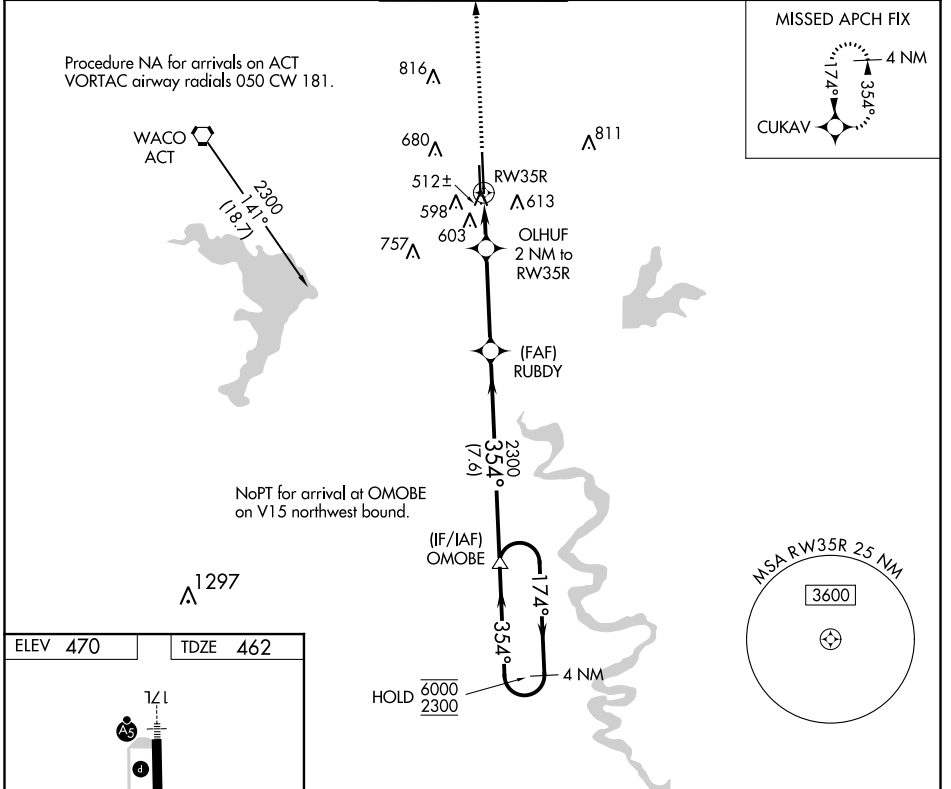 Procedure NA for arrivals on ACT
VORTAC airway radials 050 CW 181.
MISSED APCH FIX
4 NM
174°
354°
CUKAV
816
680
811
WACO
ACT
2300
141°
(18.7)
512±
RW35R
598
613
603
757
OLHUF
2 NM to
RW35R
(FAF)
RUBDY
2300
354°
(7.6)
NoPT for arrival at OMOBE
on V15 northwest bound.
(IF/IAF)
OMOBE
174°
354°
4 NM
HOLD 6000
2300
1297
MSA RW35R 25 NM
3600
ELEV 470
TDZE 462
17L
A5
P